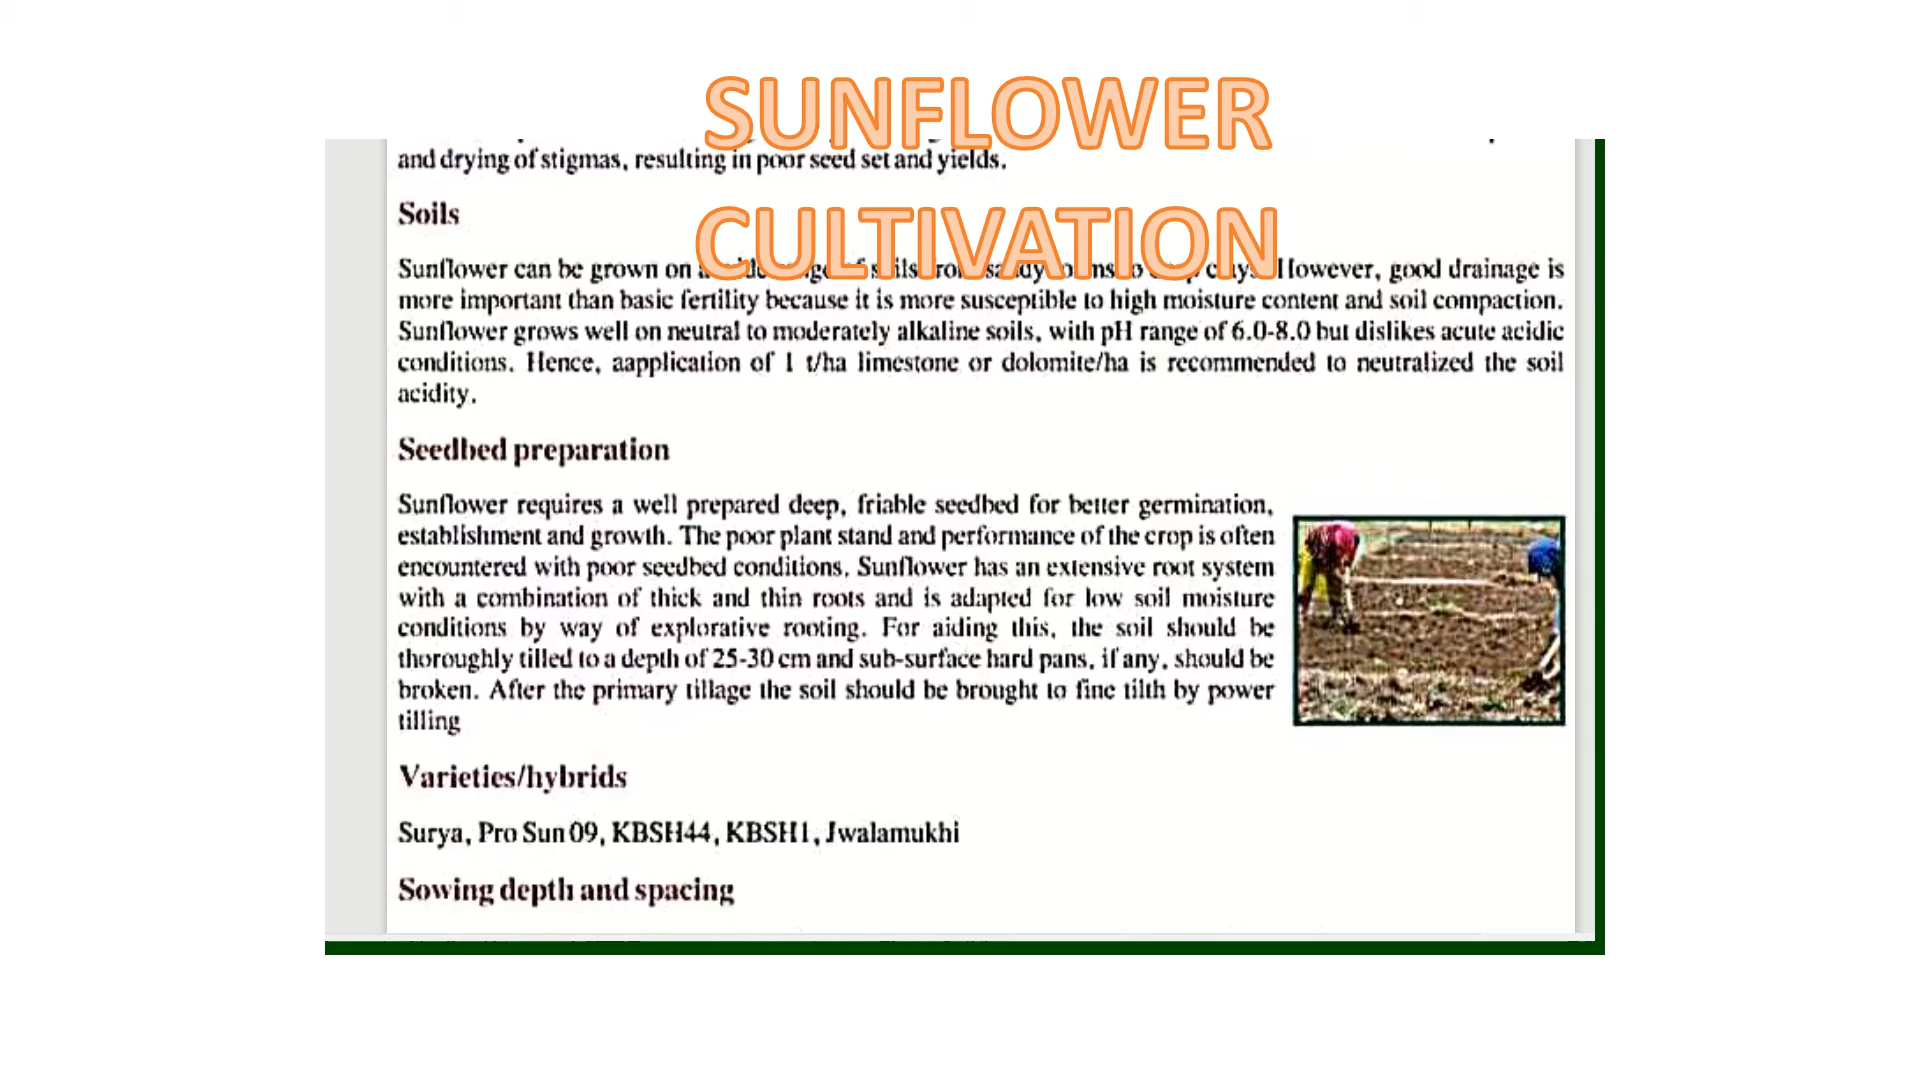 SUNFLOWER
and drying of stigmas, resulting in poor seed set and yields.
Soils
CULTIVATION
Sunflower can be grown on However, good drainage is
more important than basic fertility because it is more susceptible to high moisture content and soil compaction.
Sunflower grows well on neutral to moderately alkaline soils, with pH range of 6.0-8.0 but dislikes acute acidic
conditions. Hence, aapplication of 1 t/ha limestone or dolomite/ha is recommended to neutralized the soil
acidity.
Seedbed preparation
Sunflower requires a well prepared deep, friable seedbed for better germination,
establishment and growth. The poor plant stand and performance of the crop is often
encountered with poor seedbed conditions. Sunflower has an extensive root system
with a combination of thick and thin roots and is adapted for low soil moisture
conditions by way of explorative rooting. For aiding this, the soil should be
thoroughly tilled to a depth of 25-30 cm and sub-surface hard pans, if any, should be
broken. After the primary tillage the soil should be brought to fine tilth by power
tilling
Varieties/hybrids
Surya, Pro Sun 09, KBSH44, KBSH1, Jwalamukhi
Sowing depth and spacing